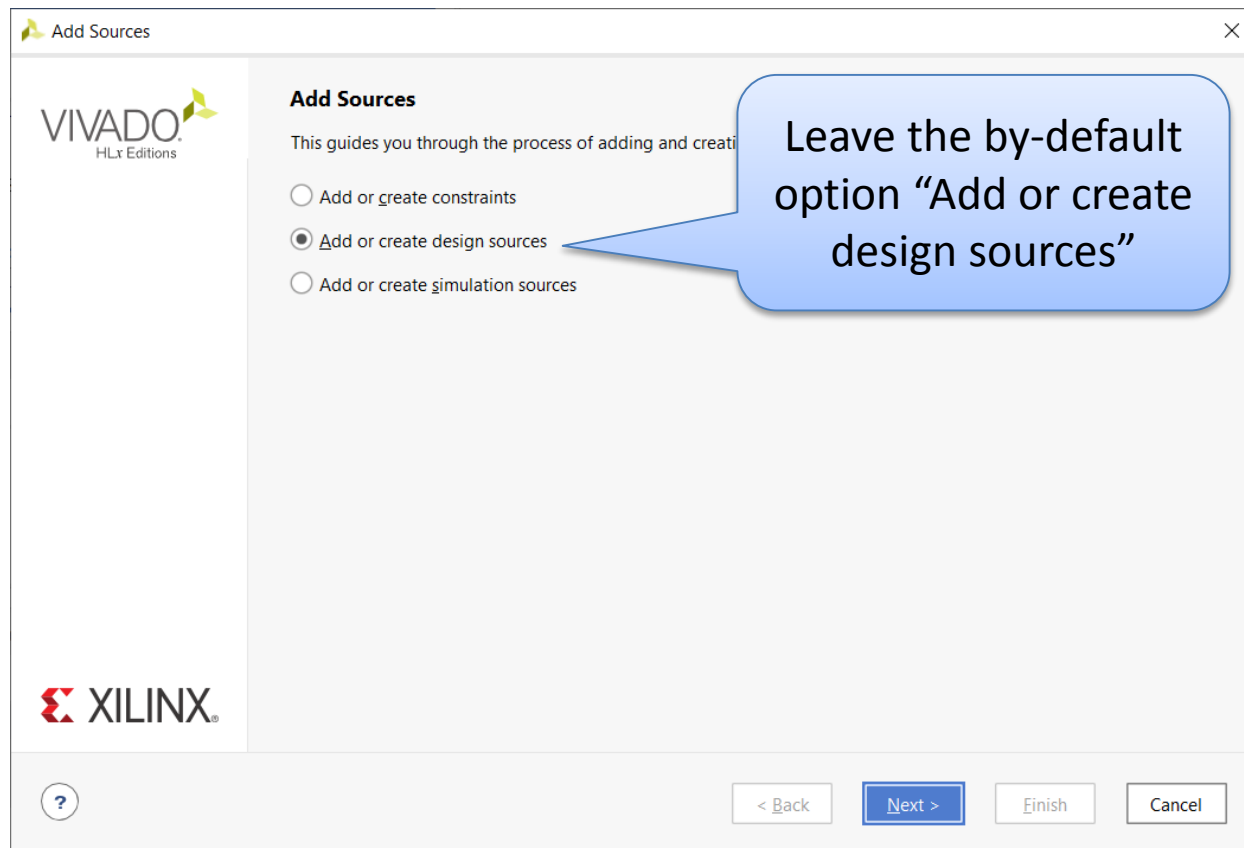 Add Sources
VIVADO.
HLx Editions
Add Sources
This guides you through the process of adding and creati
Add or create constraints
Add or create design sources
Add or create simulation sources
Leave the by-default
option “Add or create
design sources”
XILINX®
?
< Back
Next >
Finish
Cancel